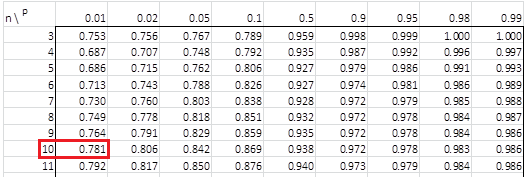 n \ p 0.01 0.02 0.05 0.1 0.5 0.9 0.95 0.98 0.99
3 0.753 0.756 0.767 0.789 0.959 0.998 0.999 1.000 1.000
4 0.687 0.707 0.748 0.792 0.935 0.987 0.992 0.996 0.997
5 0.686 0.715 0.762 0.806 0.927 0.979 0.986 0.991 0.993
6 0.713 0.743 0.788 0.826 0.927 0.974 0.981 0.986 0.989
7 0.730 0.760 0.803 0.838 0.928 0.972 0.979 0.985 0.988
8 0.749 0.778 0.818 0.851 0.932 0.972 0.978 0.984 0.987
9 0.764 0.791 0.829 0.859 0.935 0.972 0.978 0.984 0.986
10 0.781 0.806 0.842 0.869 0.938 0.972 0.978 0.983 0.986
11 0.792 0.817 0.850 0.876 0.940 0.973 0.979 0.984 0.986